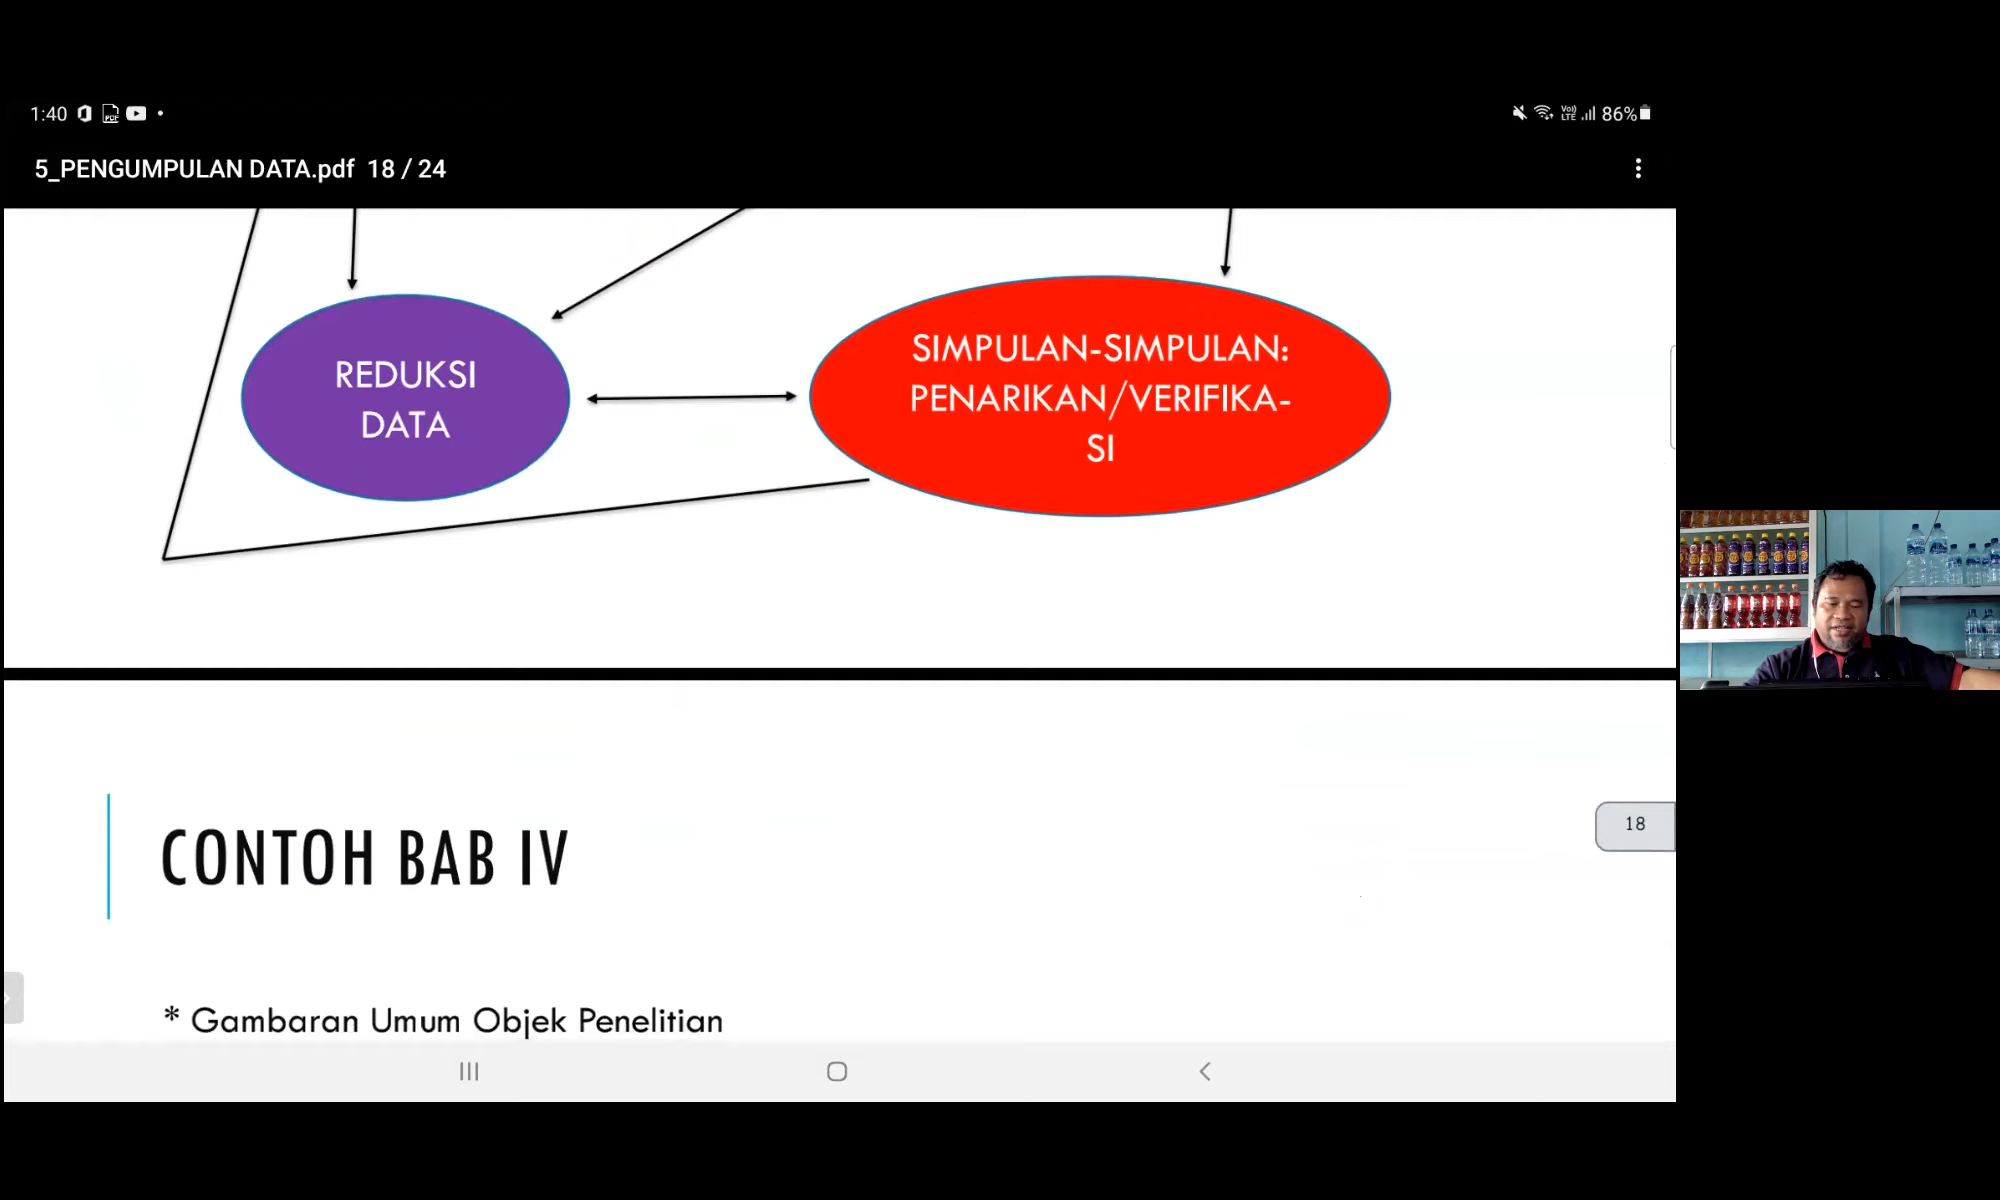 1:40
86%
5_PENGUMPULAN DATA.pdf 18 / 24
REDUKSI
DATA
SIMPULAN-SIMPULAN:
PENARIKAN/VERIFIKA-
SI
CONTOH BAB IV
18
* Gambaran Umum Objek Penelitian